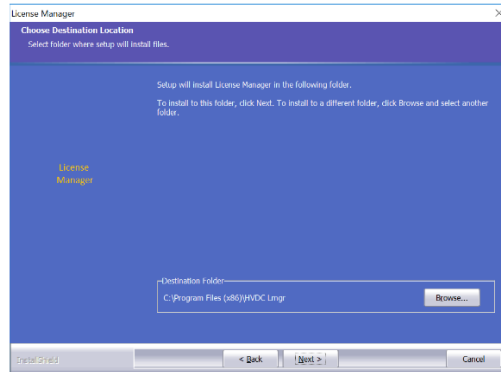 License Manager
Choose Destination Location
Select folder where setup will install files.
Setup will install License Manager in the following folder.
To install to this folder, click Next. To install to a different folder, click Browse and select another
folder.
License
Manager
Destination Folder
C:\Program Files (x86)\HVDC Lmgr
Browse...
InstallShield
< Back
Next >
Cancel